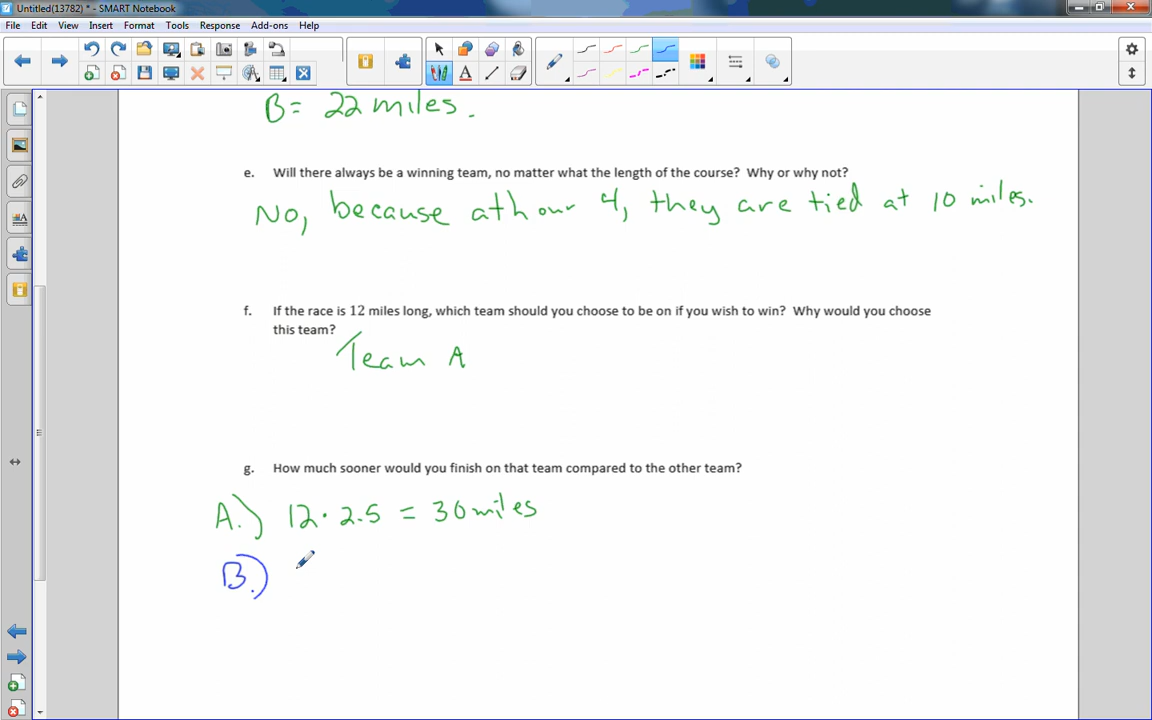 Untitled(13782) * - SMART Notebook
File Edit View Insert Format Tools Response Add-ons Help
B = 22 miles.
e. Will there always be a winning team, no matter what the length of the course? Why or why not?
No, because at hour 4, they are tied at 10 miles.
f. If the race is 12 miles long, which team should you choose to be on if you wish to win? Why would you choose
this team?
Team A
g. How much sooner would you finish on that team compared to the other team?
A.) 12 · 2.5 = 30 miles
B.)